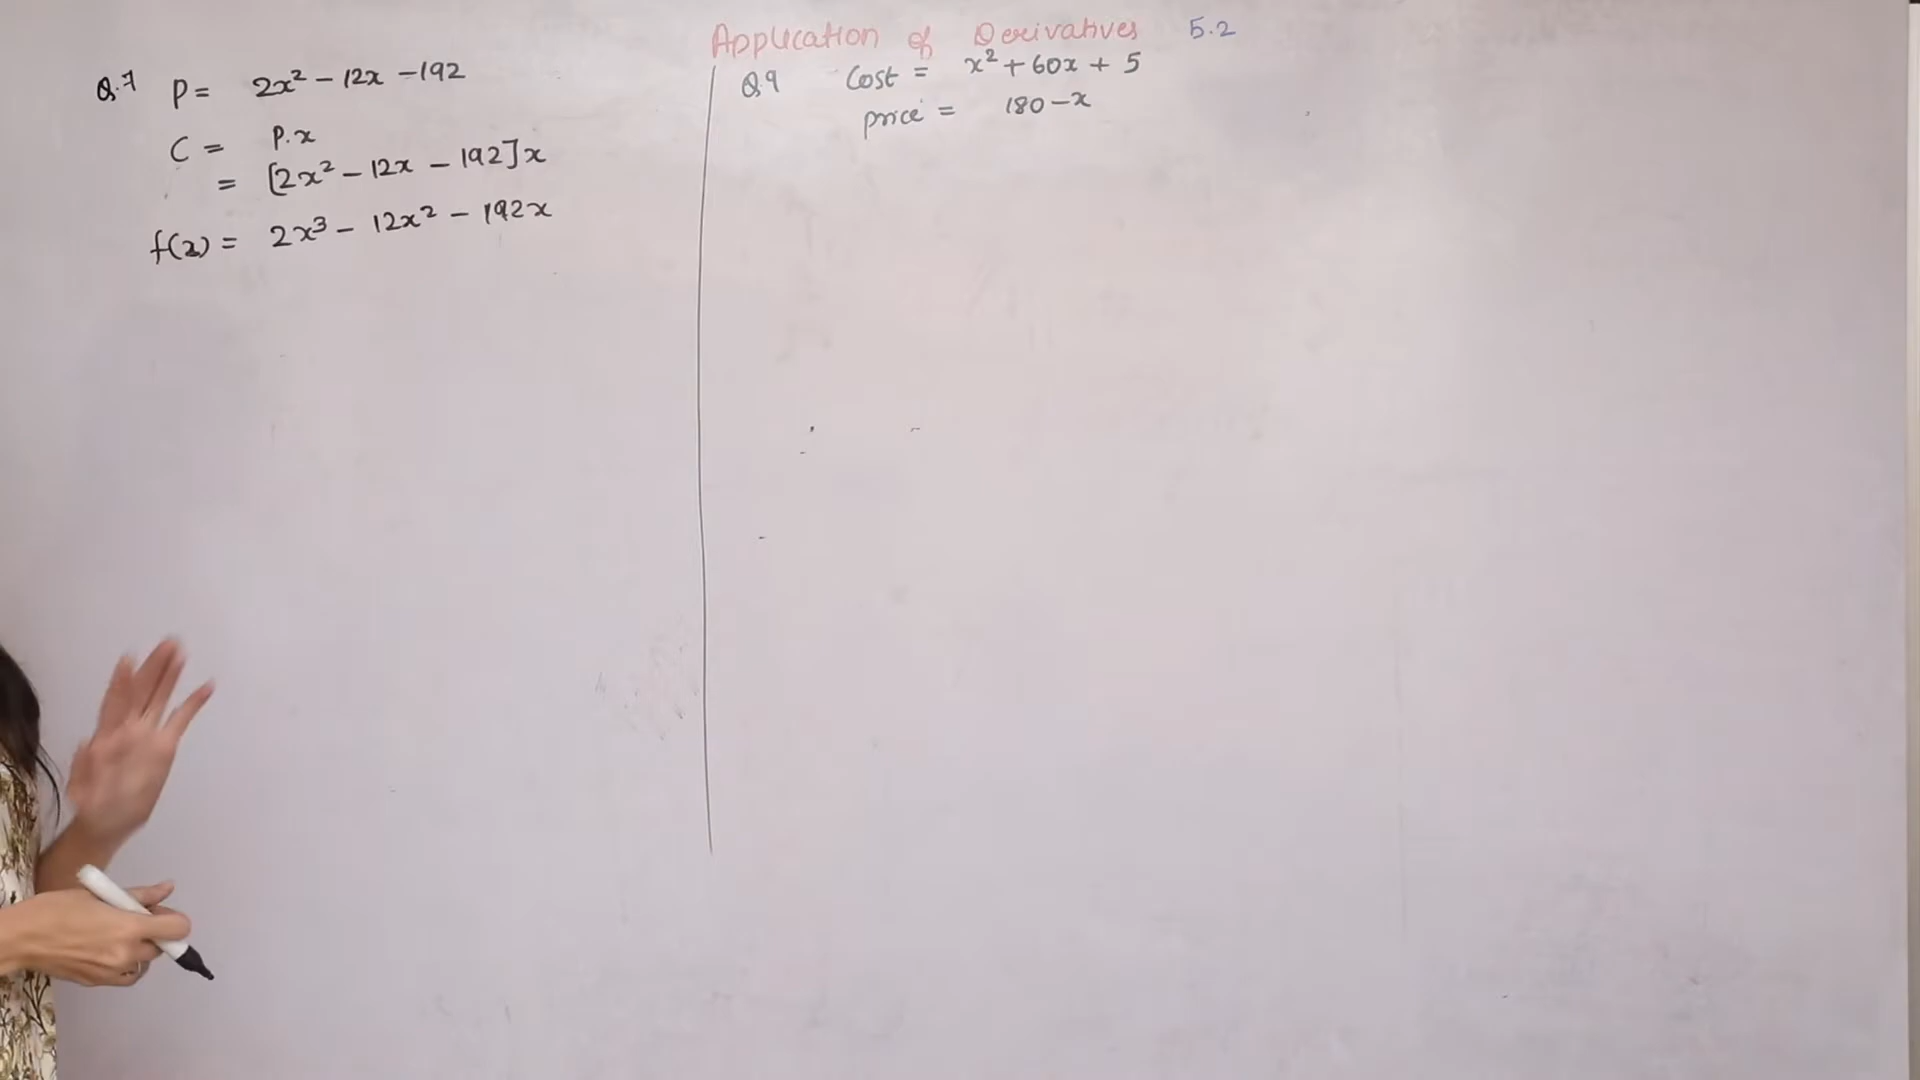 Application of Derivatives 5.2
Q.7 P = 2x² - 12x - 192
C = P.x
= [2x² - 12x - 192]x
f(x) = 2x³ - 12x² - 192x
Q.9 Cost = x² + 60x + 5
price = 180 - x